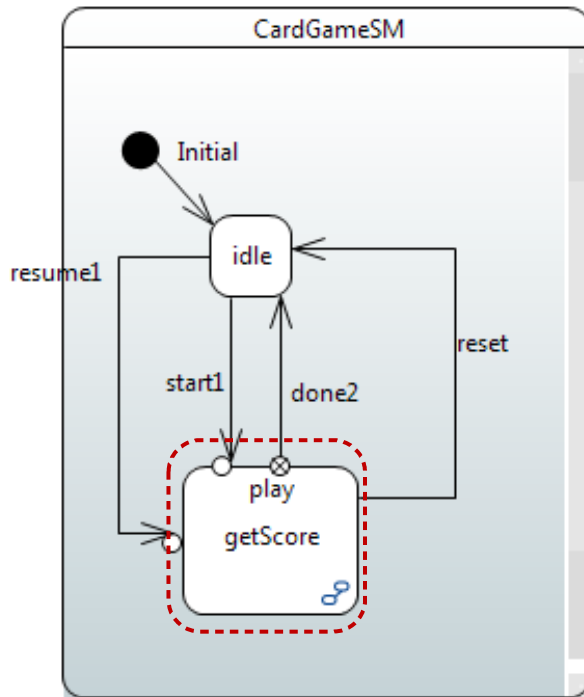 CardGameSM
Initial
idle
resume1
reset
start1
done2
play
getScore